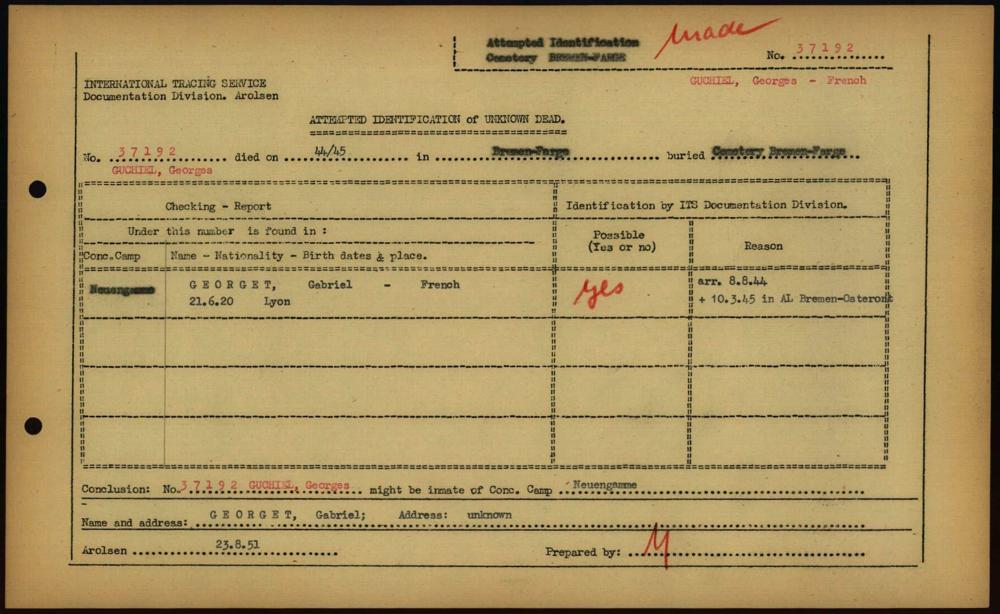 Attempted Identification
Cemetery BREMEN-FARGE
made
No. 37192
GUCHIEL, Georges - French
INTERNATIONAL TRACING SERVICE
Documentation Division. Arolsen
ATTEMPTED IDENTIFICATION of UNKNOWN DEAD.
No. 37192 died on 44/45 in Bremen-Farge buried Cemetery Bremen-Farge
GUCHIEL, Georges
Checking - Report
Identification by ITS Documentation Division.
Under this number is found in :
Possible (Yes or no)
Reason
Conc.Camp Name - Nationality - Birth dates & place.
Neuengamme GEORGET, Gabriel - French yes arr. 8.8.44
21.6.20 Lyon + 10.3.45 in AL Bremen-Osterort
Conclusion: No. 37192 GUCHIEL, Georges might be inmate of Conc. Camp Neuengamme
Name and address: GEORGET, Gabriel; Address: unknown
Arolsen 23.8.51 Prepared by: